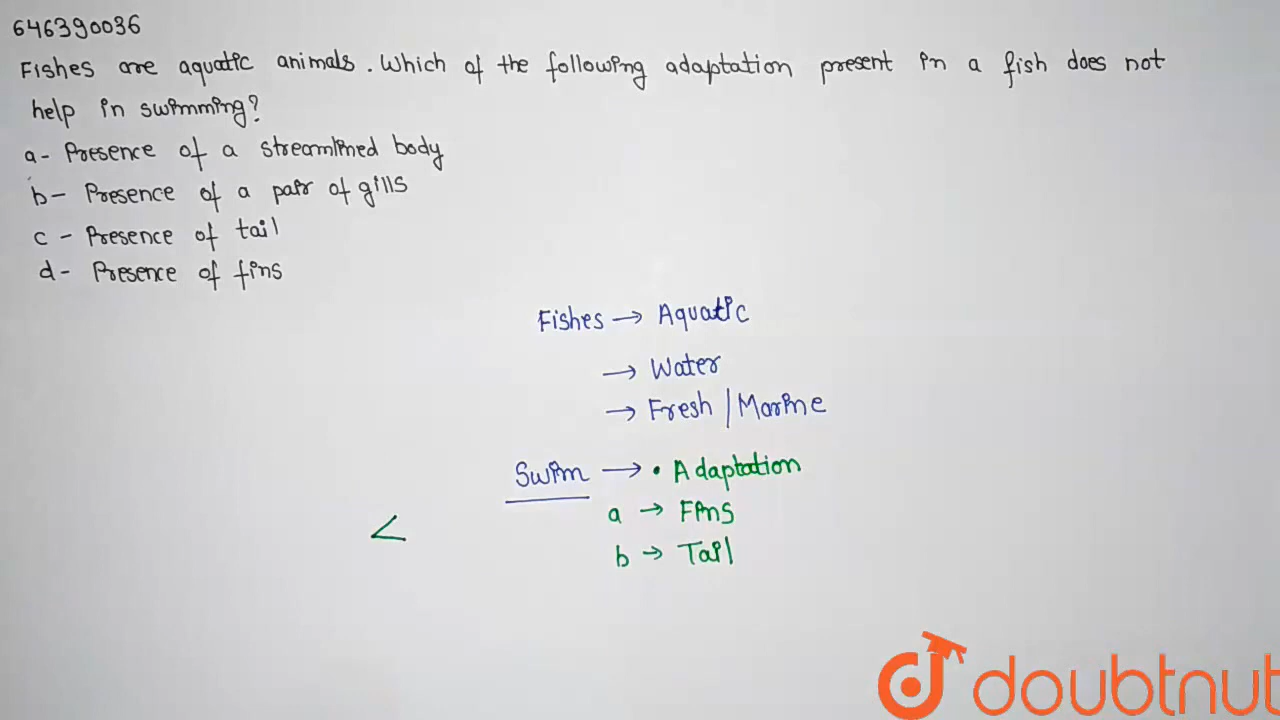 646390036
Fishes are aquatic animals. Which of the following adaptation present in a fish does not
help in swimming?
a- Presence of a streamlined body
b- Presence of a pair of gills
c - Presence of tail
d- Presence of fins
Fishes → Aquatic
→ Water
→ Fresh / Marine
Swim → • Adaptation
a → Fins
b → Tail
doubtnut